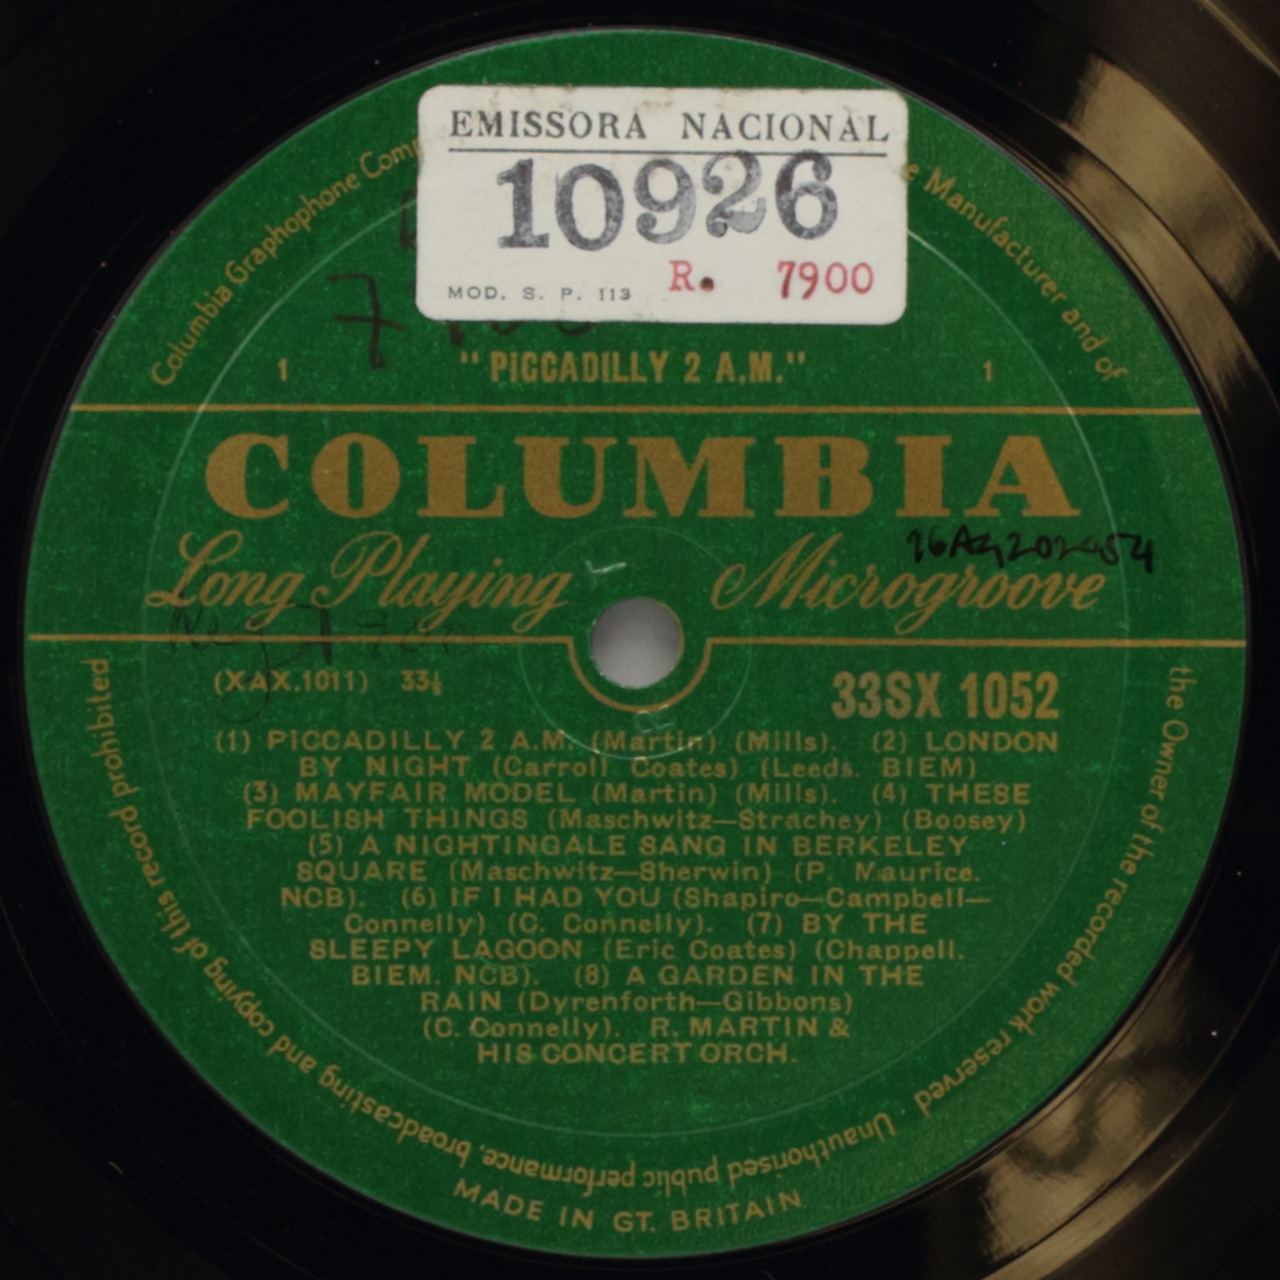 EMISSORA NACIONAL
10926
R. 7900
MOD. S. P. 113
1 "PICCADILLY 2 A.M." 1
COLUMBIA
Long Playing Microgroove
(XAX.1011) 33⅓
33SX 1052
(1) PICCADILLY 2 A.M. (Martin) (Mills). (2) LONDON
BY NIGHT (Carroll Coates) (Leeds. BIEM)
(3) MAYFAIR MODEL (Martin) (Mills). (4) THESE
FOOLISH THINGS (Maschwitz—Strachey) (Boosey)
(5) A NIGHTINGALE SANG IN BERKELEY
SQUARE (Maschwitz—Sherwin) (P. Maurice.
NCB). (6) IF I HAD YOU (Shapiro—Campbell—
Connelly) (C. Connelly). (7) BY THE
SLEEPY LAGOON (Eric Coates) (Chappell.
BIEM. NCB). (8) A GARDEN IN THE
RAIN (Dyrenforth—Gibbons)
(C. Connelly). R. MARTIN &
HIS CONCERT ORCH.
Columbia Graphophone Manufacturer and of the Owner of the recorded work reserved · Unauthorised public performance, broadcasting and copying of this record prohibited
MADE IN GT. BRITAIN